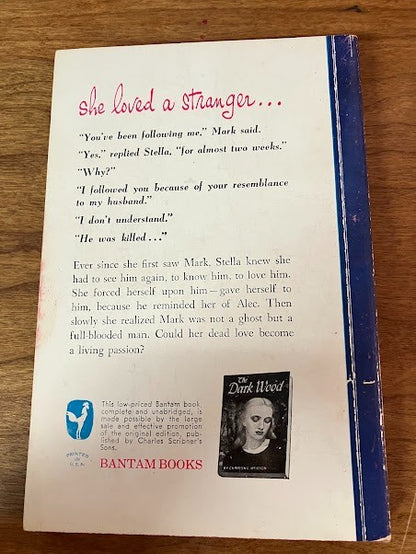 she loved a stranger...
"You've been following me," Mark said.
"Yes," replied Stella, "for almost two weeks."
"Why?"
"I followed you because of your resemblance
to my husband."
"I don't understand."
"He was killed..."
Ever since she first saw Mark, Stella knew she
had to see him again, to know him, to love him.
She forced herself upon him—gave herself to
him, because he reminded her of Alec. Then
slowly she realized Mark was not a ghost but a
full-blooded man. Could her dead love become
a living passion?
This low-priced Bantam book,
complete and unabridged, is
made possible by the large
sale and effective promotion
of the original edition, pub-
lished by Charles Scribner's
Sons.
PRINTED
IN
U.S.A.
BANTAM BOOKS
The
Dark Wood
BY CHRISTINE WESTON